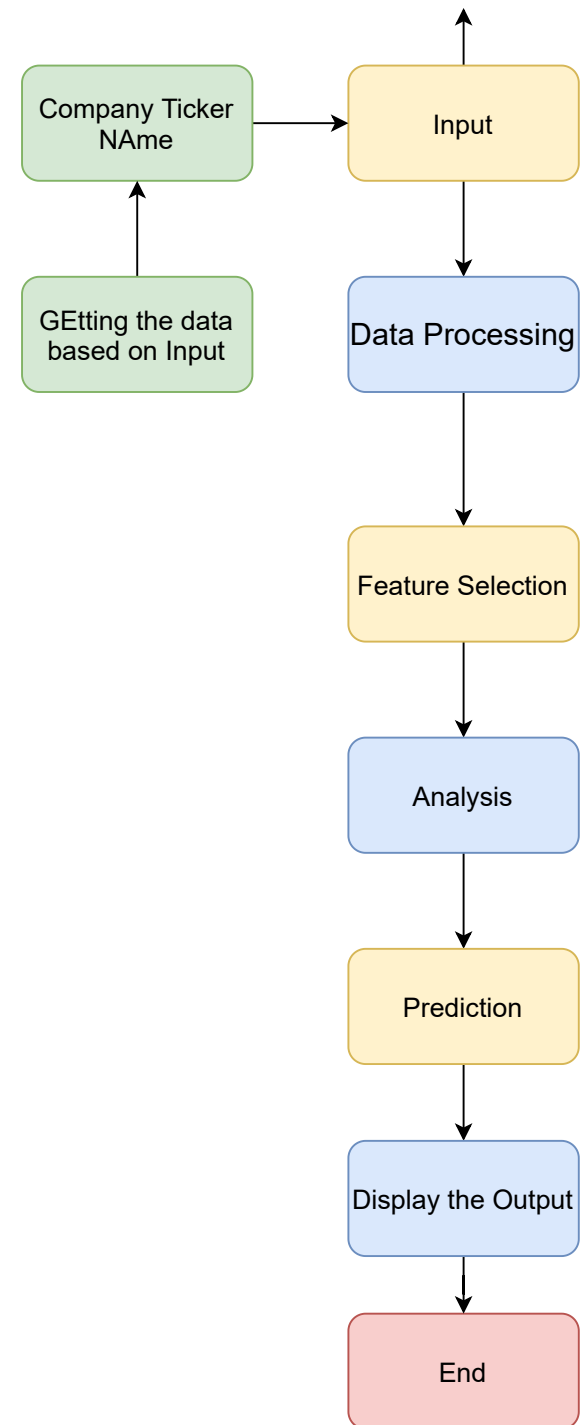 Company Ticker
NAme
Input
GEtting the data
based on Input
Data Processing
Feature Selection
Analysis
Prediction
Display the Output
End